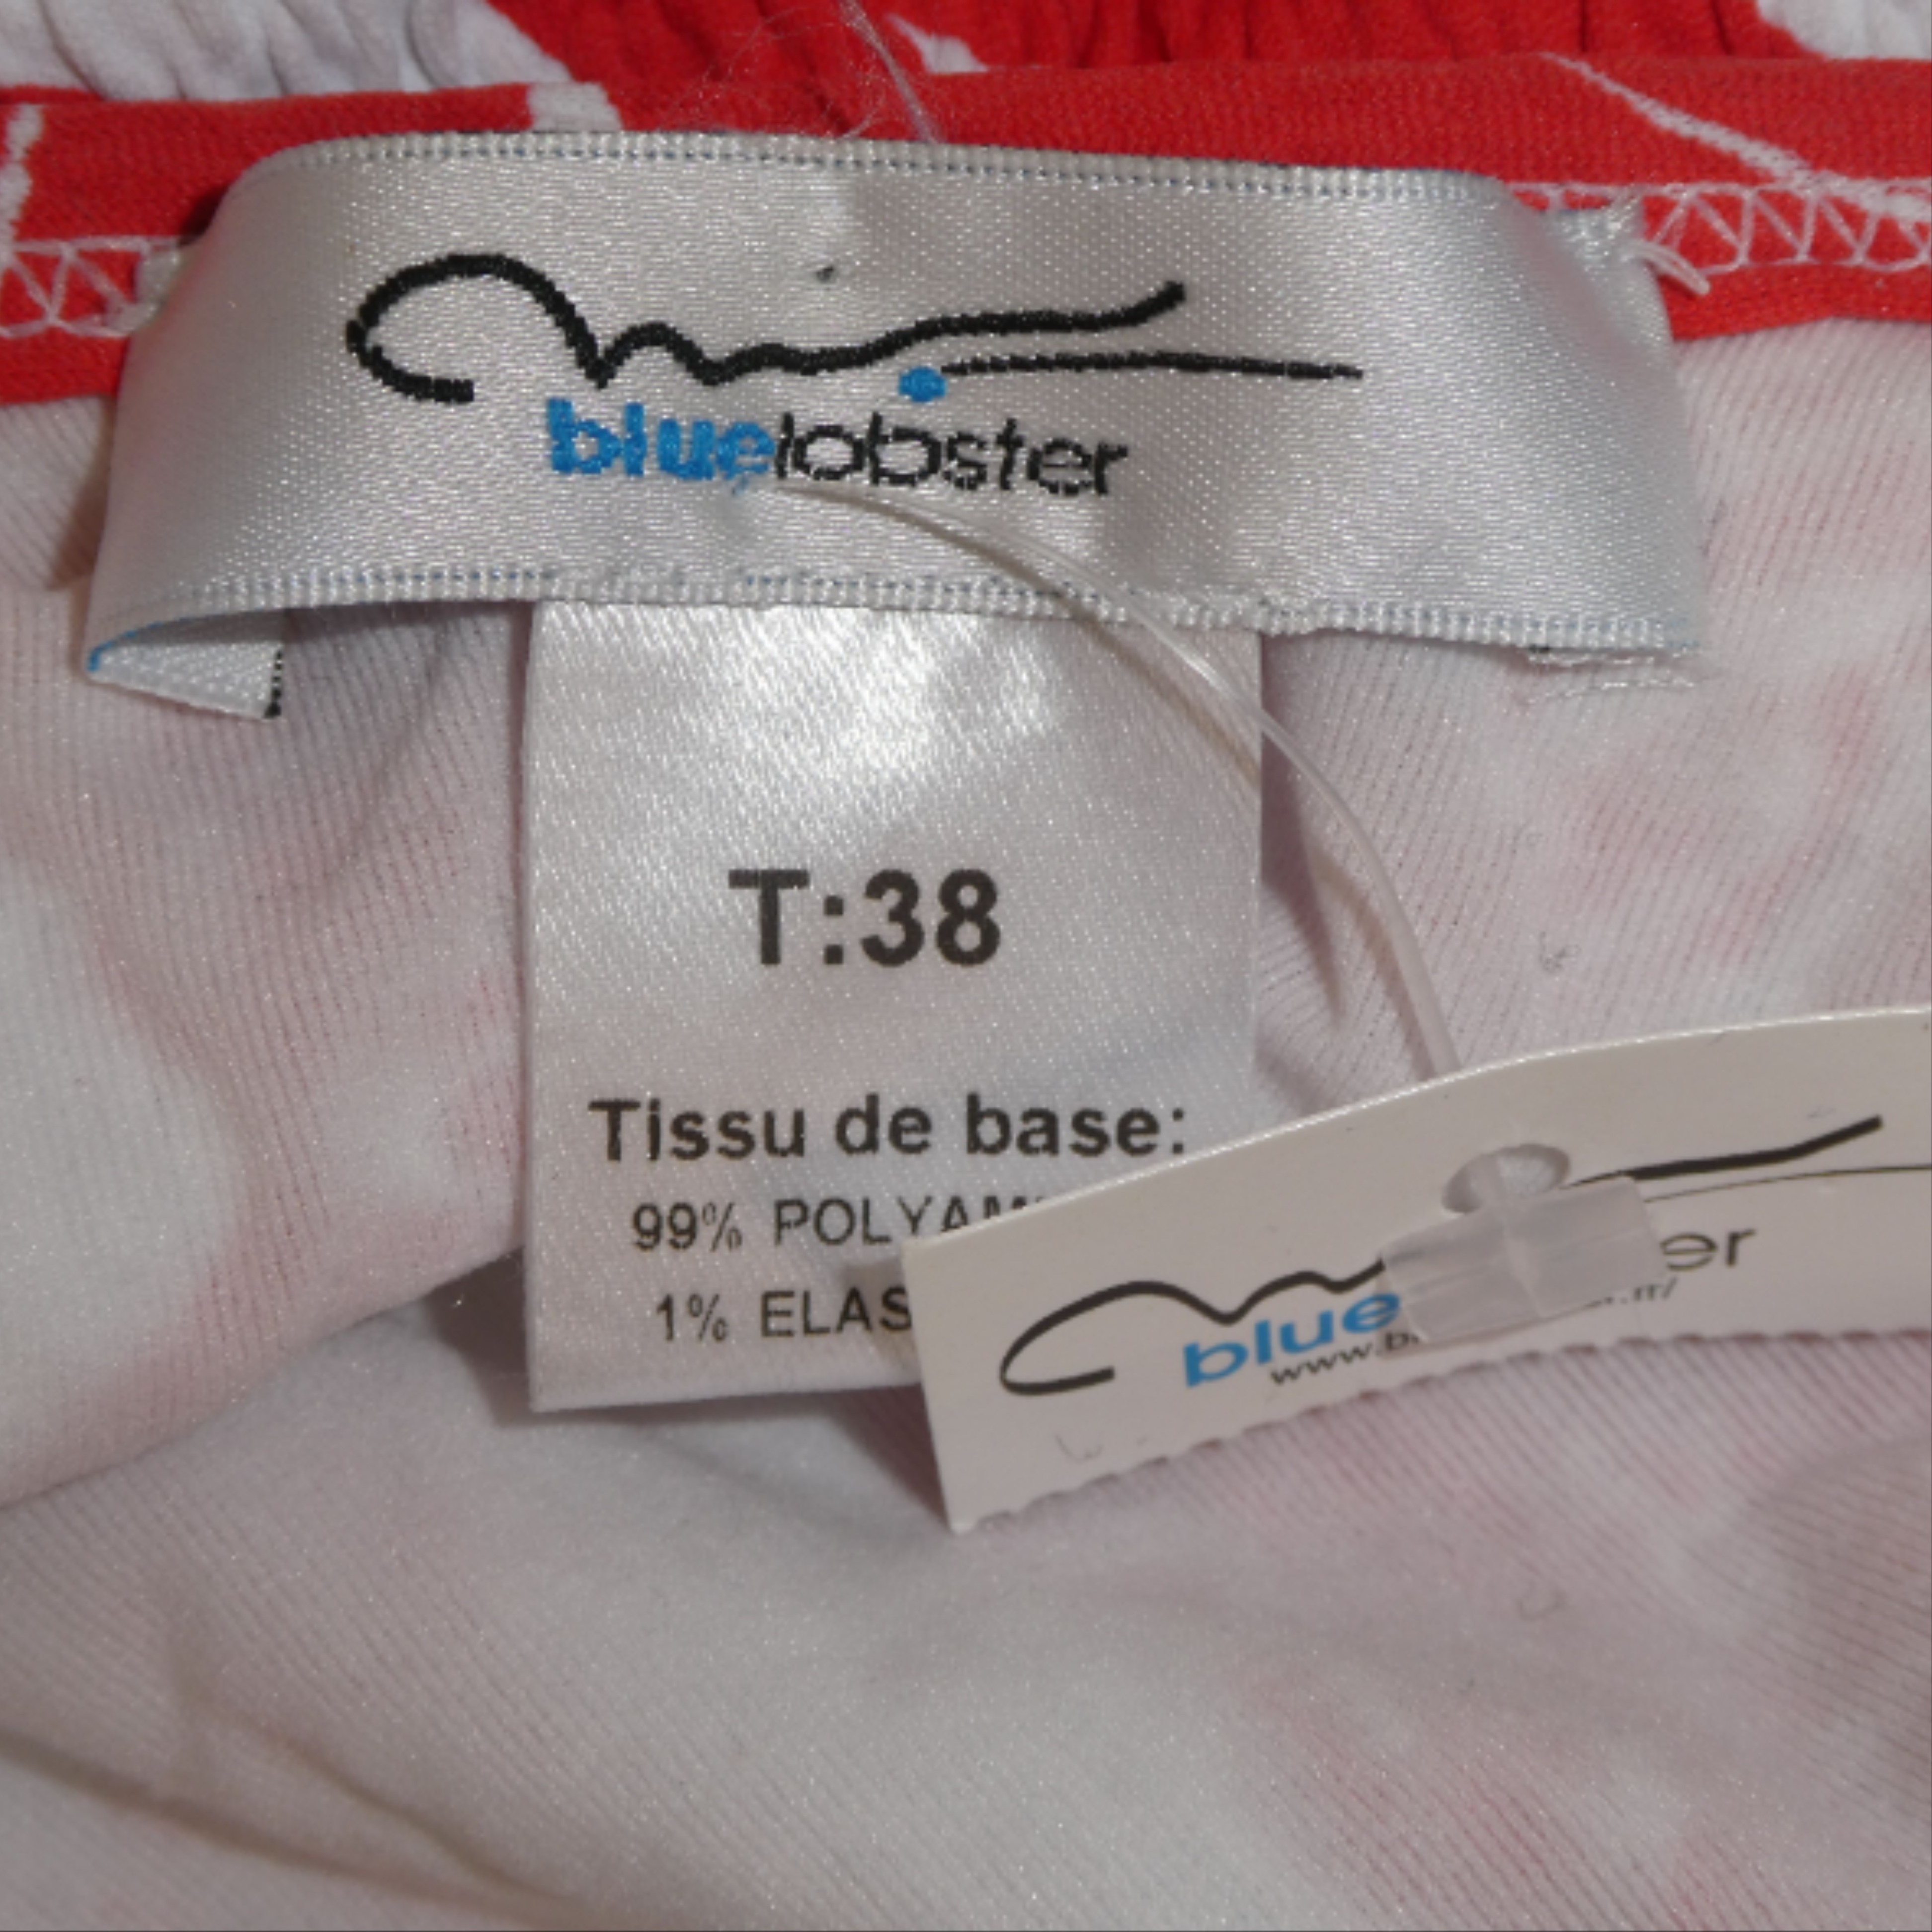 bluelobster
T:38
Tissu de base:
99% POLYAM
1% ELAS
blue er
www.b